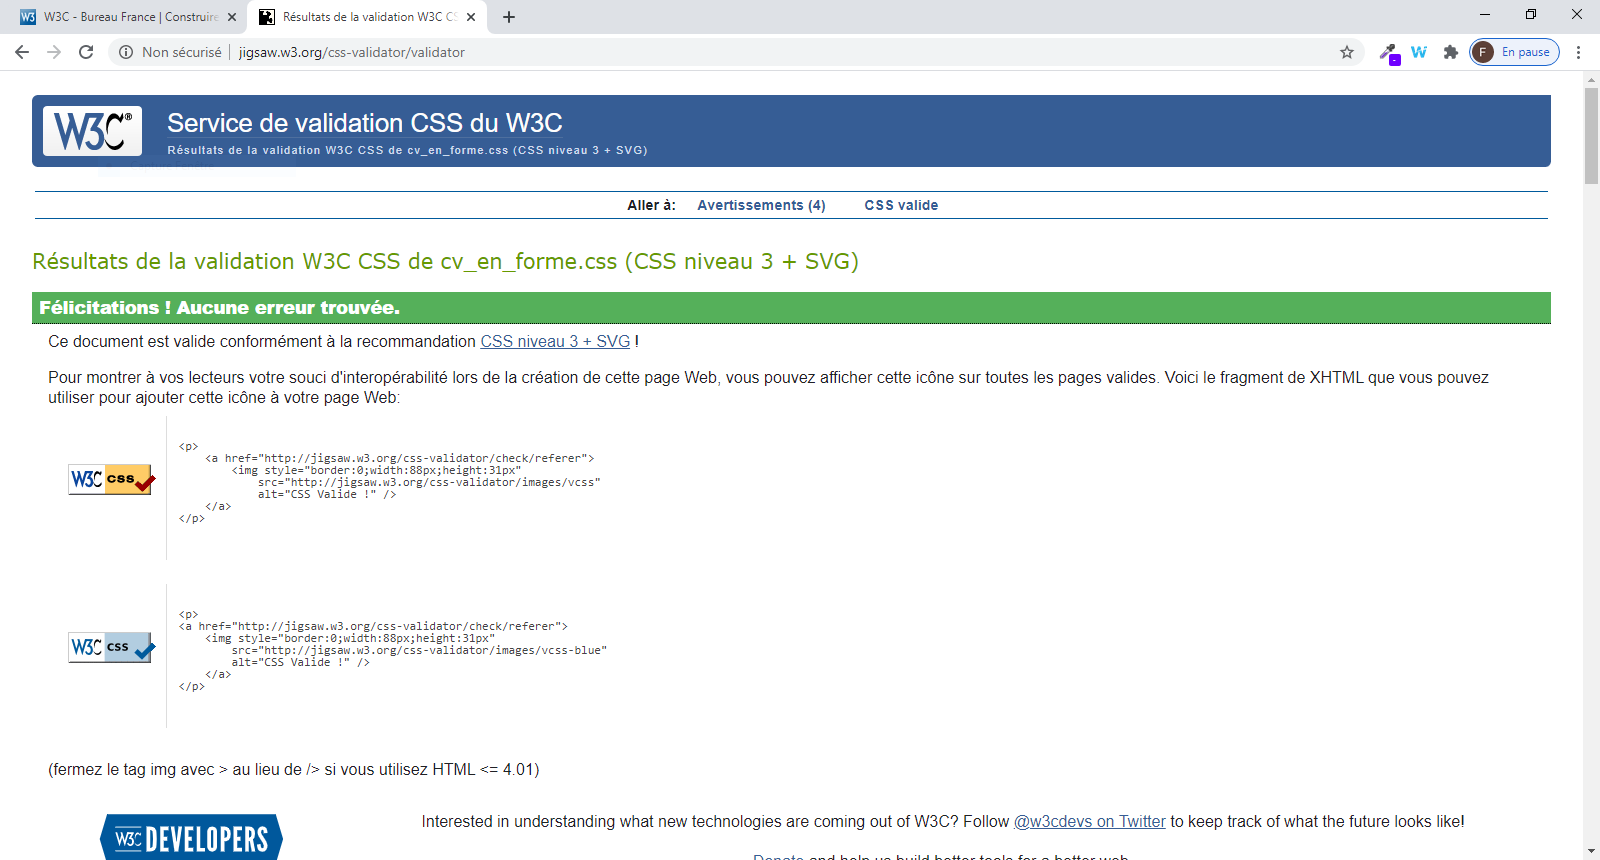 W3C - Bureau France | Construire
Résultats de la validation W3C CS
Non sécurisé
jigsaw.w3.org/css-validator/validator
W
F
En pause
W3C®
Service de validation CSS du W3C
Résultats de la validation W3C CSS de cv_en_forme.css (CSS niveau 3 + SVG)
Aller à: Avertissements (4) CSS valide
Résultats de la validation W3C CSS de cv_en_forme.css (CSS niveau 3 + SVG)
Félicitations ! Aucune erreur trouvée.
Ce document est valide conformément à la recommandation CSS niveau 3 + SVG !
Pour montrer à vos lecteurs votre souci d'interopérabilité lors de la création de cette page Web, vous pouvez afficher cette icône sur toutes les pages valides. Voici le fragment de XHTML que vous pouvez
utiliser pour ajouter cette icône à votre page Web:
W3C CSS
<p>
<a href="http://jigsaw.w3.org/css-validator/check/referer">
<img style="border:0;width:88px;height:31px"
src="http://jigsaw.w3.org/css-validator/images/vcss"
alt="CSS Valide !" />
</a>
</p>
W3C CSS
<p>
<a href="http://jigsaw.w3.org/css-validator/check/referer">
<img style="border:0;width:88px;height:31px"
src="http://jigsaw.w3.org/css-validator/images/vcss-blue"
alt="CSS Valide !" />
</a>
</p>
(fermez le tag img avec > au lieu de /> si vous utilisez HTML <= 4.01)
W3C DEVELOPERS
Interested in understanding what new technologies are coming out of W3C? Follow @w3cdevs on Twitter to keep track of what the future looks like!
Donate and help us build better tools for a better web.